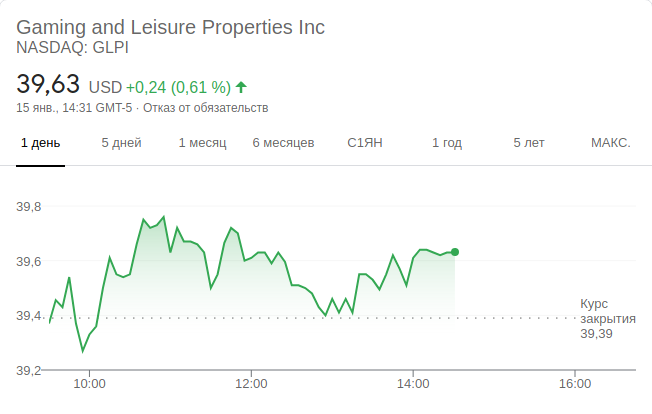 Gaming and Leisure Properties Inc
NASDAQ: GLPI
39,63 USD +0,24 (0,61 %)
15 янв., 14:31 GMT-5 · Отказ от обязательств
1 день 5 дней 1 месяц 6 месяцев С1ЯН 1 год 5 лет МАКС.
39,8
39,6
39,4
39,2
Курс
закрытия
39,39
10:00 12:00 14:00 16:00